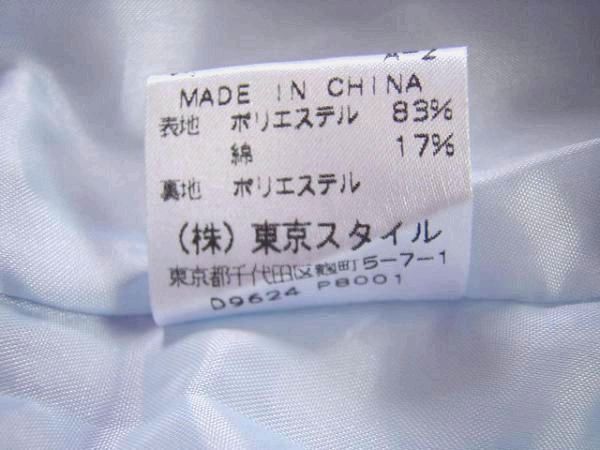 A-2
MADE IN CHINA
表地 ポリエステル 83%
綿 17%
裏地 ポリエステル
(株)東京スタイル
東京都千代田区麹町5-7-1
D9624 P8001